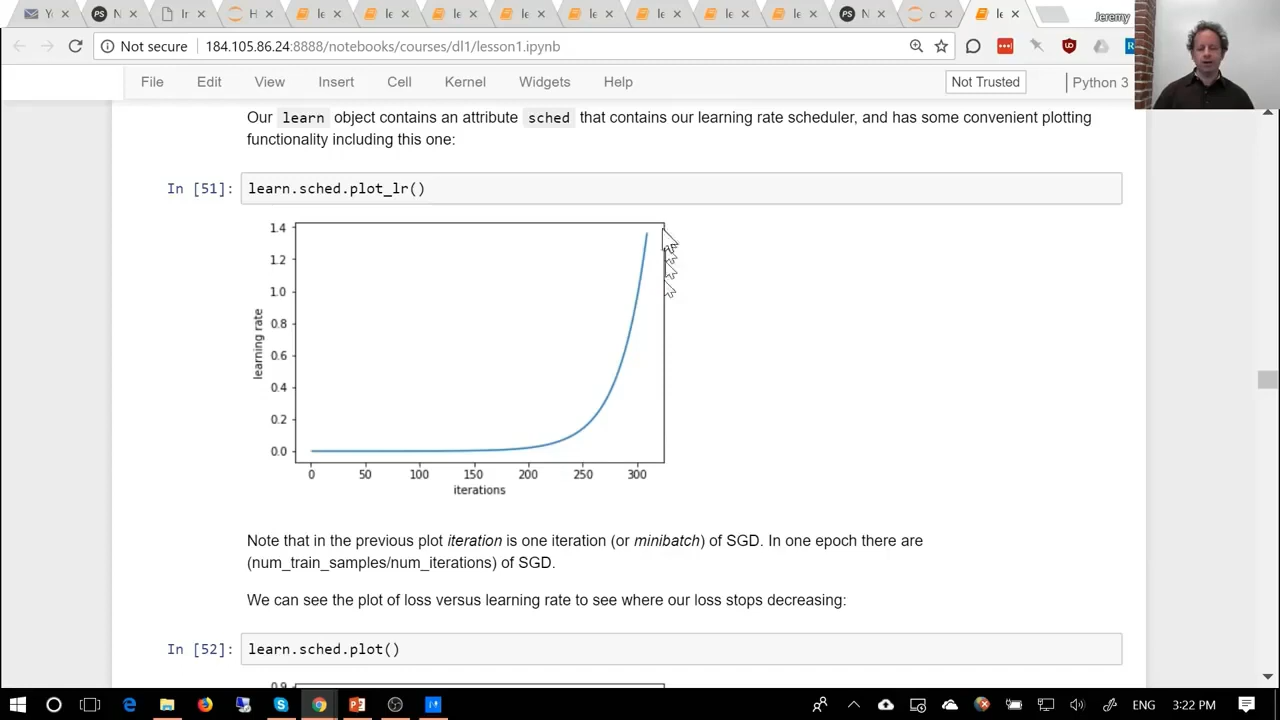 Jeremy
Not secure | 184.105.86.24:8888/notebooks/courses/dl1/lesson1.ipynb
File Edit View Insert Cell Kernel Widgets Help Not Trusted Python 3
Our learn object contains an attribute sched that contains our learning rate scheduler, and has some convenient plotting
functionality including this one:
In [51]: learn.sched.plot_lr()
1.4
1.2
1.0
0.8
0.6
0.4
0.2
0.0
learning rate
0 50 100 150 200 250 300
iterations
Note that in the previous plot iteration is one iteration (or minibatch) of SGD. In one epoch there are
(num_train_samples/num_iterations) of SGD.
We can see the plot of loss versus learning rate to see where our loss stops decreasing:
In [52]: learn.sched.plot()
0.9
ENG 3:22 PM